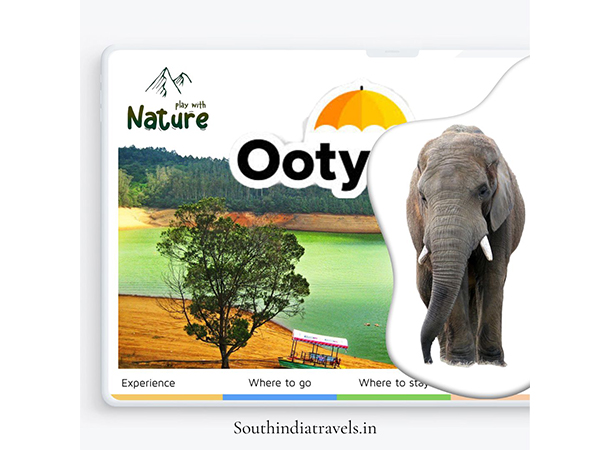 play with
Nature
Ooty
Experience
Where to go
Where to stay
Southindiatravels.in